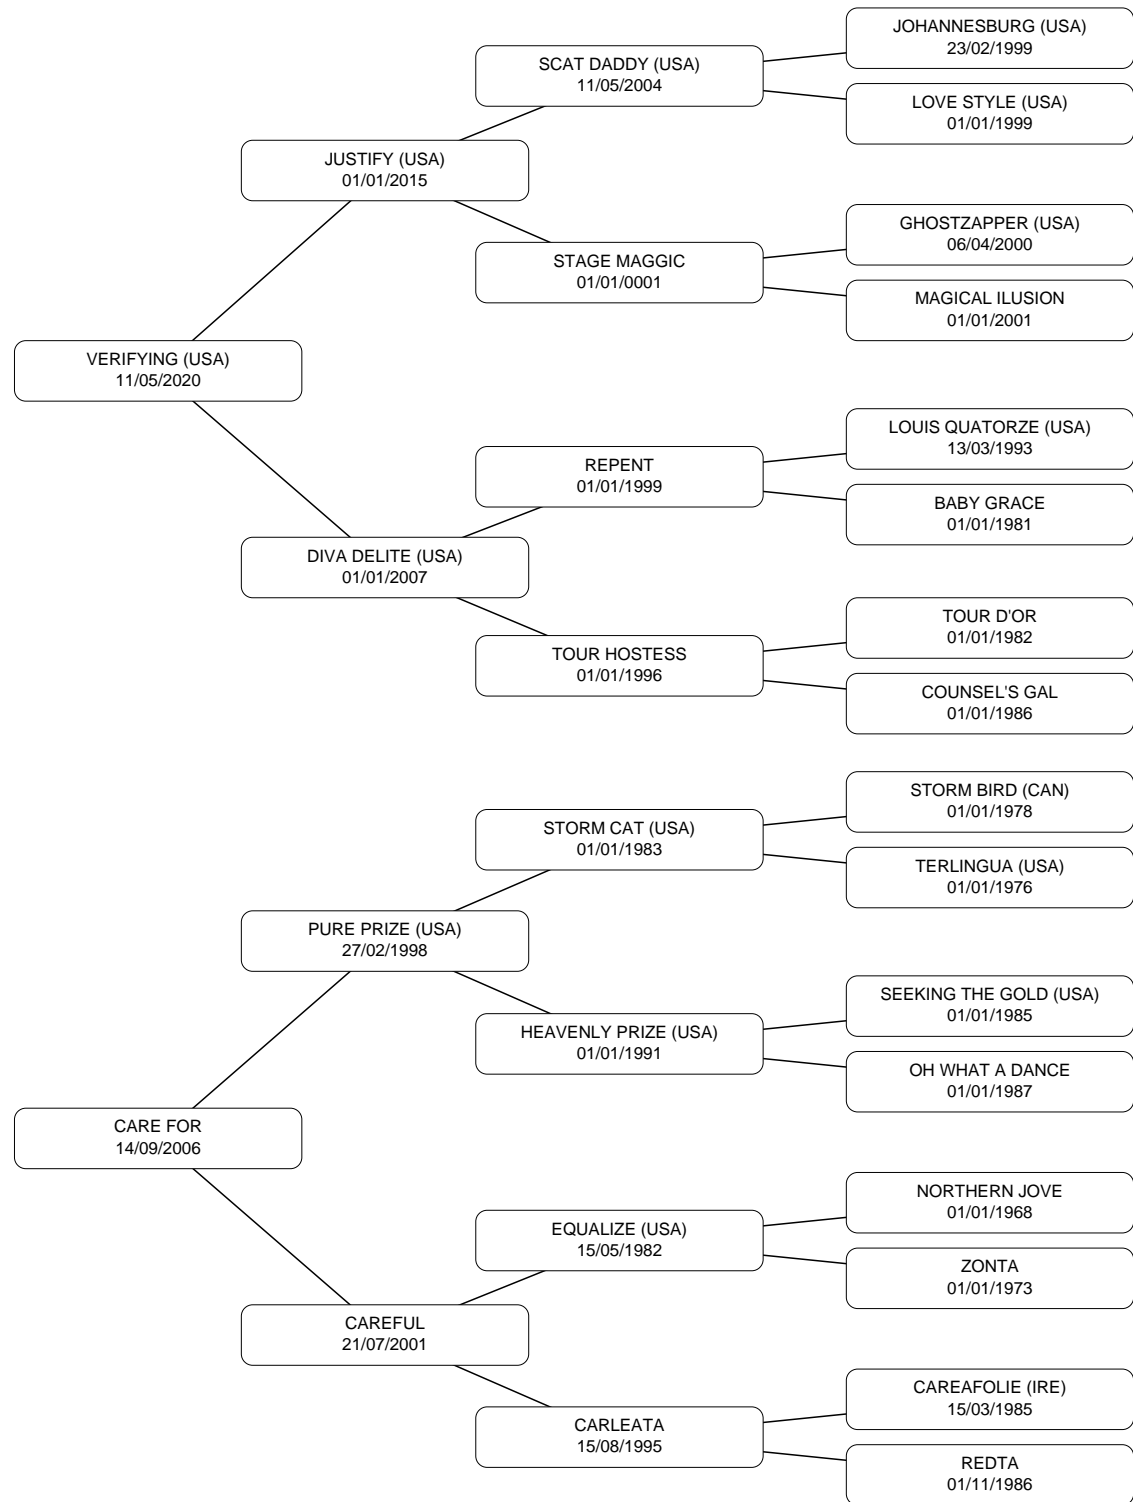 JOHANNESBURG (USA)
23/02/1999
SCAT DADDY (USA)
11/05/2004
LOVE STYLE (USA)
01/01/1999
JUSTIFY (USA)
01/01/2015
GHOSTZAPPER (USA)
06/04/2000
STAGE MAGGIC
01/01/0001
MAGICAL ILUSION
01/01/2001
VERIFYING (USA)
11/05/2020
LOUIS QUATORZE (USA)
13/03/1993
REPENT
01/01/1999
BABY GRACE
01/01/1981
DIVA DELITE (USA)
01/01/2007
TOUR D'OR
01/01/1982
TOUR HOSTESS
01/01/1996
COUNSEL'S GAL
01/01/1986
STORM BIRD (CAN)
01/01/1978
STORM CAT (USA)
01/01/1983
TERLINGUA (USA)
01/01/1976
PURE PRIZE (USA)
27/02/1998
SEEKING THE GOLD (USA)
01/01/1985
HEAVENLY PRIZE (USA)
01/01/1991
OH WHAT A DANCE
01/01/1987
CARE FOR
14/09/2006
NORTHERN JOVE
01/01/1968
EQUALIZE (USA)
15/05/1982
ZONTA
01/01/1973
CAREFUL
21/07/2001
CAREAFOLIE (IRE)
15/03/1985
CARLEATA
15/08/1995
REDTA
01/11/1986